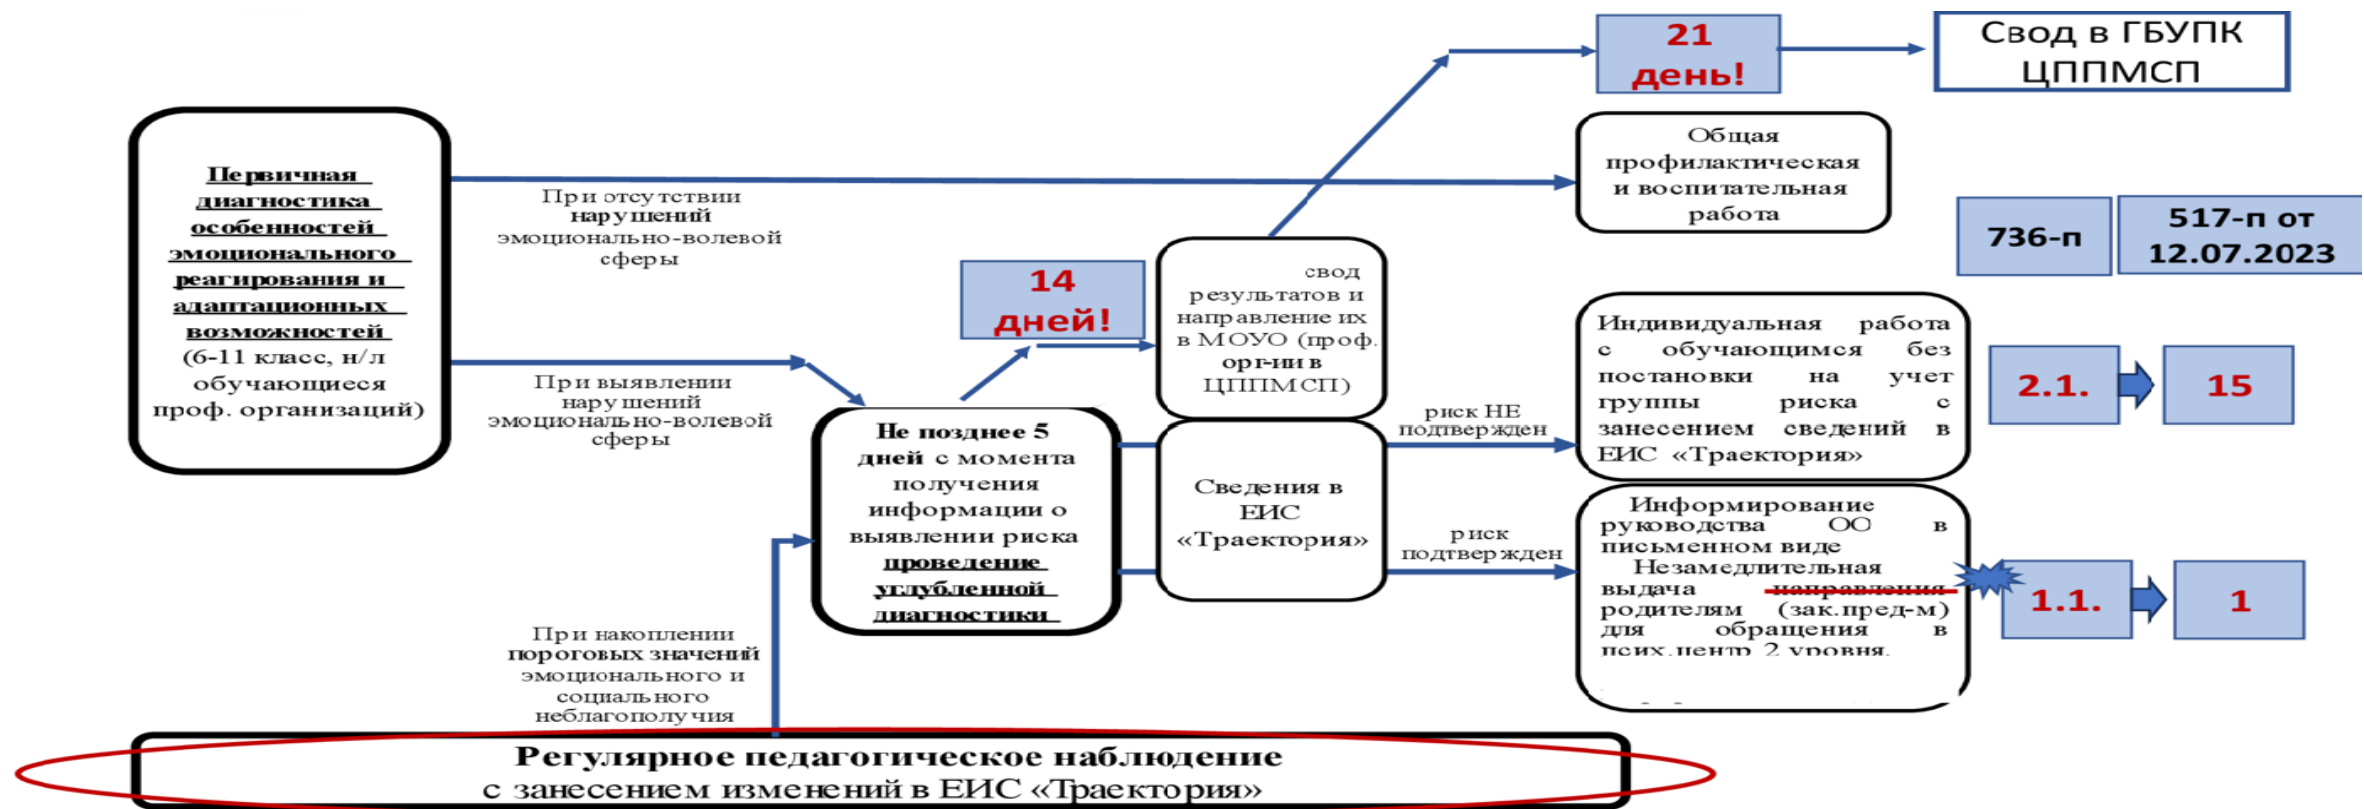 Первичная
диагностика
особенностей
эмоционального
реагирования и
адаптационных
возможностей
(6-11 класс, н/л
обучающиеся
проф. организаций)
При отсутствии
нарушений
эмоционально-волевой
сферы
При выявлении
нарушений
эмоционально-волевой
сферы
При накоплении
пороговых значений
эмоционального и
социального
неблагополучия
Не позднее 5
дней с момента
получения
информации о
выявлении риска
проведение
углубленной
диагностики
14
дней!
свод
результатов и
направление их
в МОУО (проф.
орг-ии в
ЦППМСП)
Сведения в
ЕИС
«Траектория»
риск НЕ
подтвержден
риск
подтвержден
21
день!
Свод в ГБУПК
ЦППМСП
Общая
профилактическая
и воспитательная
работа
736-п
517-п от
12.07.2023
Индивидуальная работа
с обучающимся без
постановки на учет
группы риска с
занесением сведений в
ЕИС «Траектория»
2.1.
15
Информирование
руководства ОО в
письменном виде
Незамедлительная
выдача направления
родителям (зак.пред-м)
для обращения в
псих.центр 2 уровня.
1.1.
1
Регулярное педагогическое наблюдение
с занесением изменений в ЕИС «Траектория»